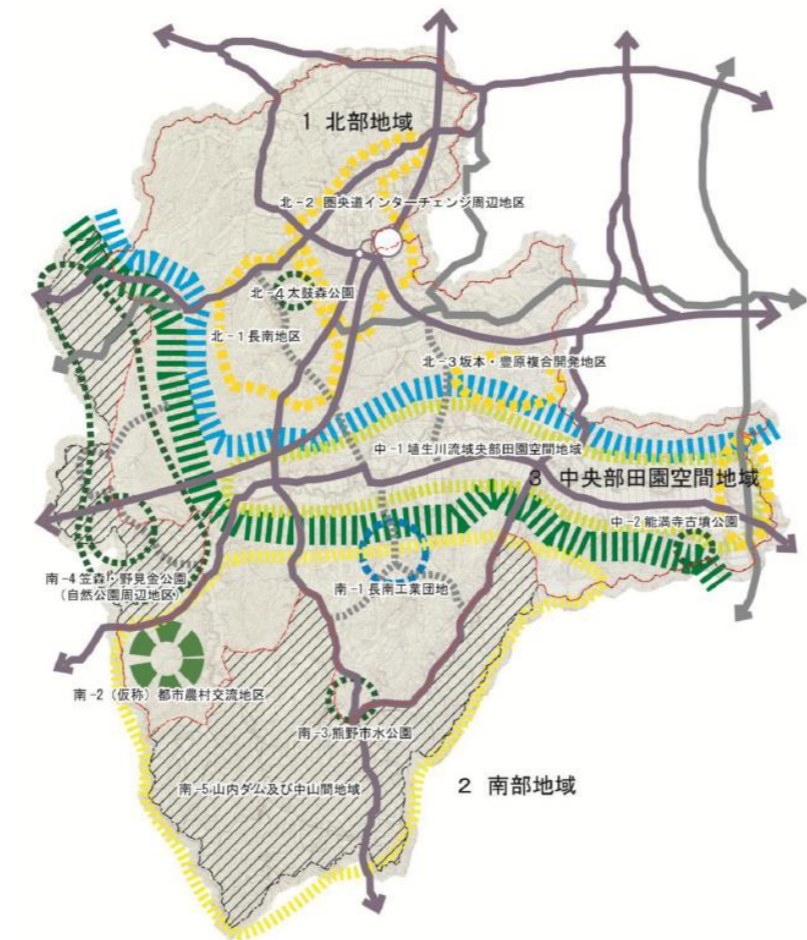 1 北部地域
北-2 圏央道インターチェンジ周辺地区
北-4太鼓森公園
北-1長南地区
北-3坂本・豊原複合開発地区
中-1埴生川流域央部田園空間地域
3 中央部田園空間地域
中-2能満寺古墳公園
南-4笠森・野見金公園
(自然公園周辺地区)
南-1長南工業団地
南-2(仮称)都市農村交流地区
南-3熊野市水公園
南-5山内ダム及び中山間地域
2 南部地域